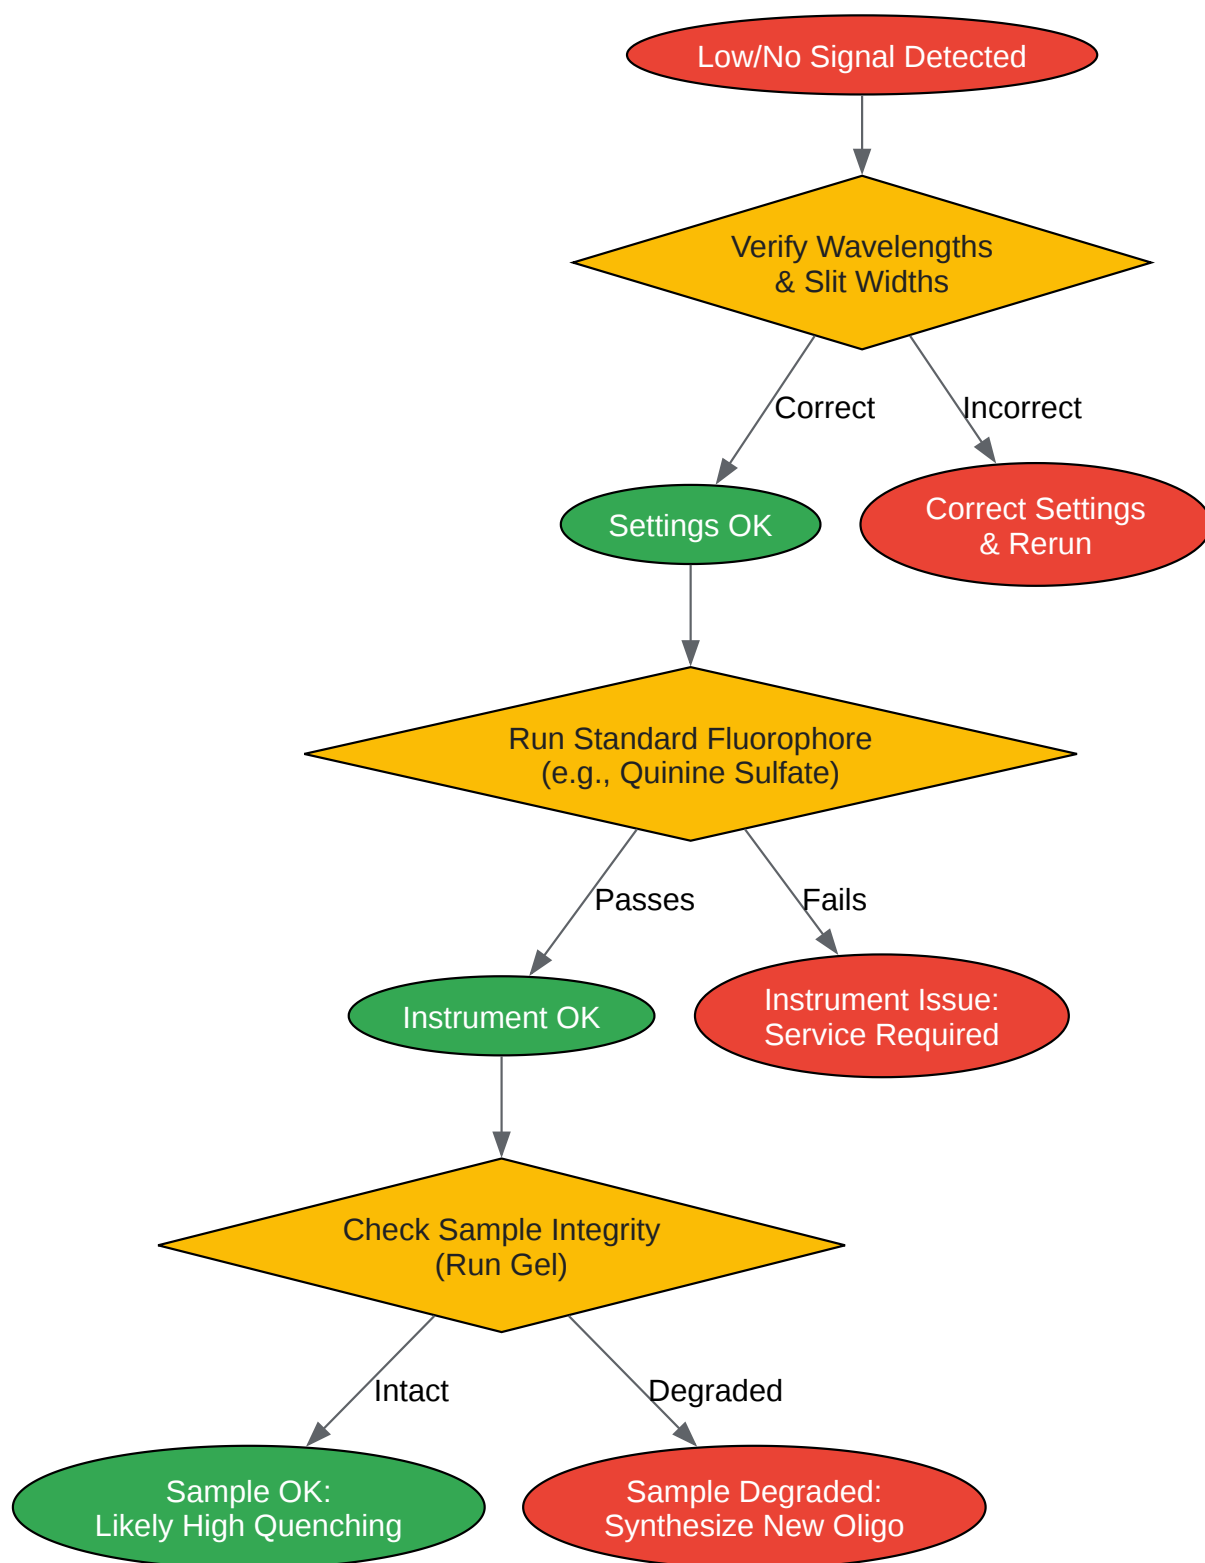 Low/No Signal Detected
Verify Wavelengths
& Slit Widths
Correct
Incorrect
Settings OK
Correct Settings
& Rerun
Run Standard Fluorophore
(e.g., Quinine Sulfate)
Passes
Fails
Instrument OK
Instrument Issue:
Service Required
Check Sample Integrity
(Run Gel)
Intact
Degraded
Sample OK:
Likely High Quenching
Sample Degraded:
Synthesize New Oligo